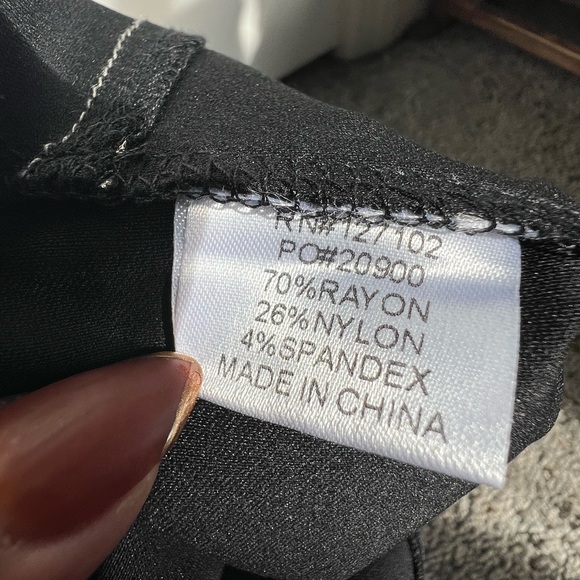 RN#127102
PO#20900
70%RAYON
26%NYLON
4%SPANDEX
MADE IN CHINA